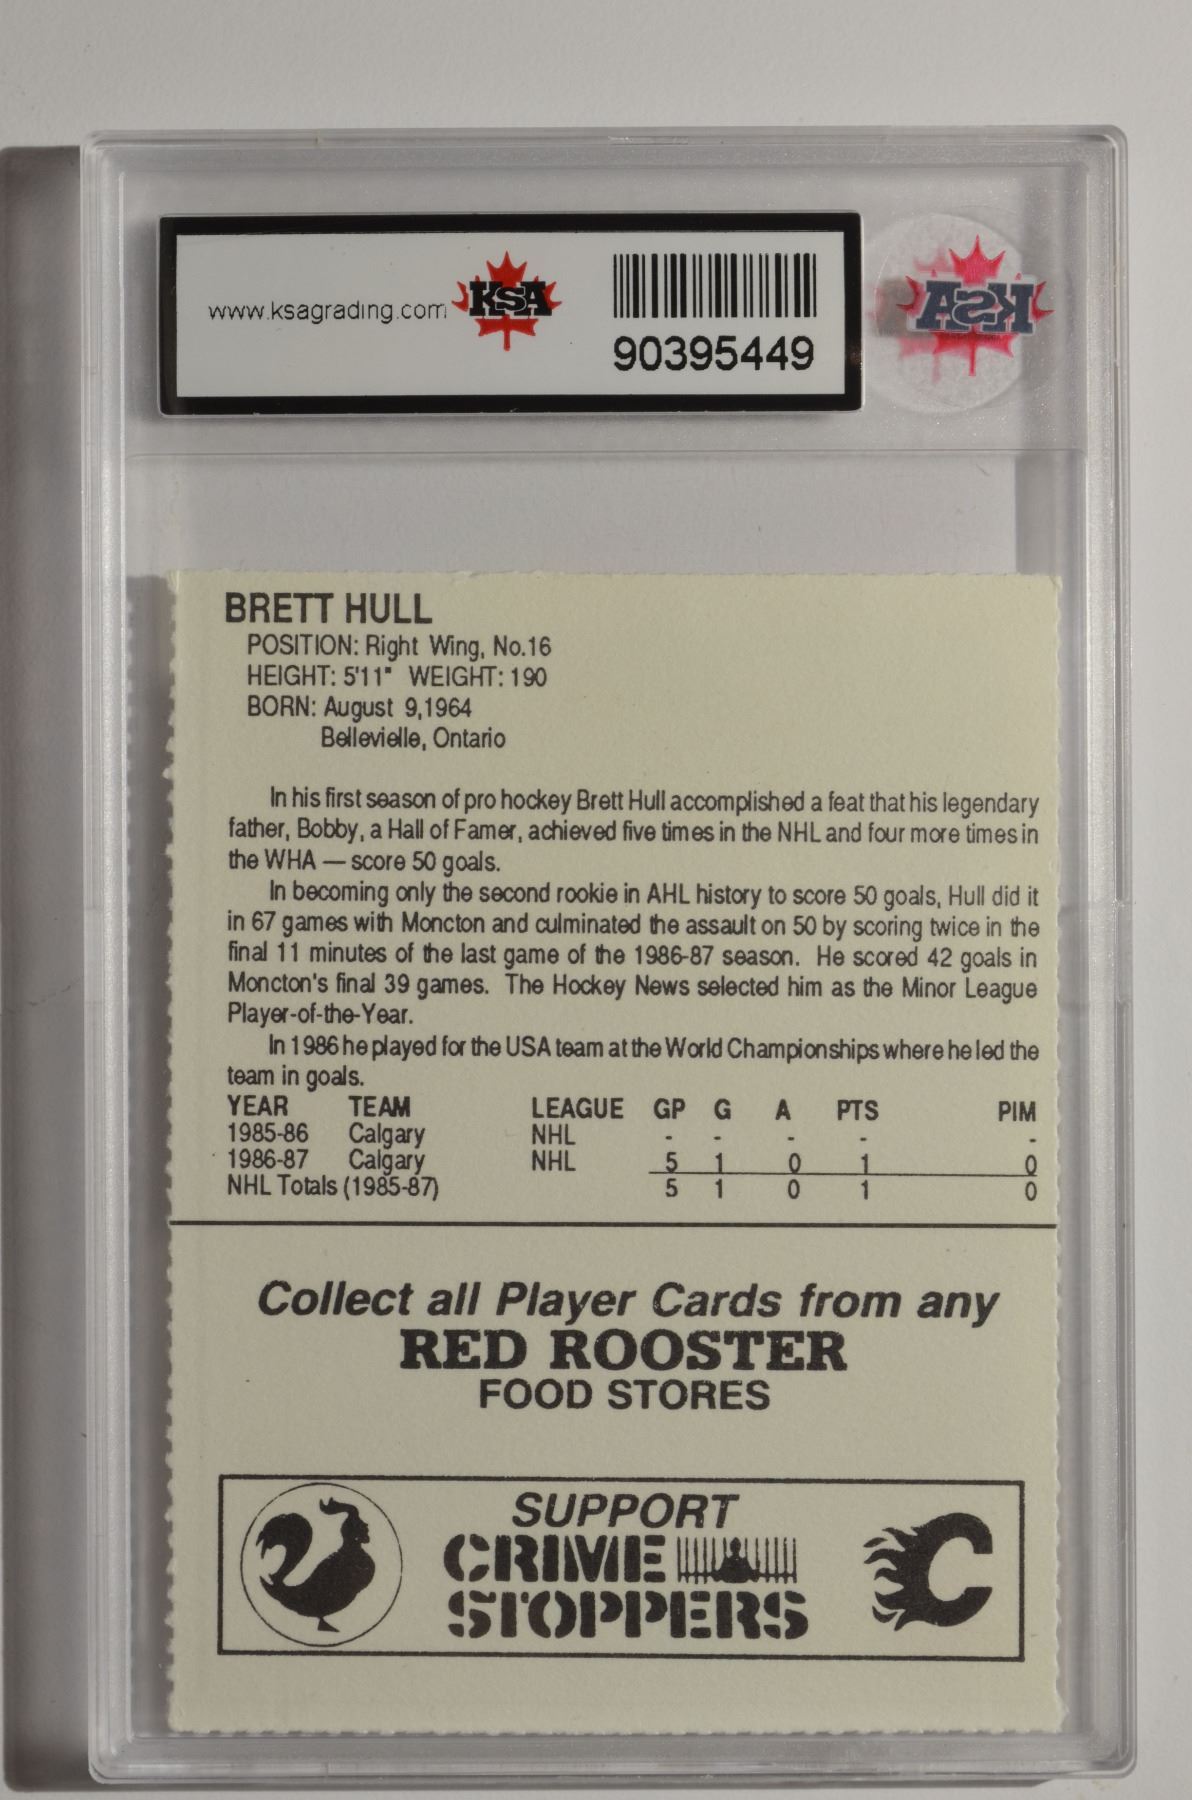 www.ksagrading.com
KSA
90395449
KSA
BRETT HULL
POSITION: Right Wing, No.16
HEIGHT: 5'11" WEIGHT: 190
BORN: August 9,1964
Bellevielle, Ontario
In his first season of pro hockey Brett Hull accomplished a feat that his legendary
father, Bobby, a Hall of Famer, achieved five times in the NHL and four more times in
the WHA — score 50 goals.
In becoming only the second rookie in AHL history to score 50 goals, Hull did it
in 67 games with Moncton and culminated the assault on 50 by scoring twice in the
final 11 minutes of the last game of the 1986-87 season. He scored 42 goals in
Moncton's final 39 games. The Hockey News selected him as the Minor League
Player-of-the-Year.
In 1986 he played for the USA team at the World Championships where he led the
team in goals.
YEAR TEAM LEAGUE GP G A PTS PIM
1985-86 Calgary NHL - - - - -
1986-87 Calgary NHL 5 1 0 1 0
NHL Totals (1985-87) 5 1 0 1 0
Collect all Player Cards from any
RED ROOSTER
FOOD STORES
SUPPORT
CRIME
STOPPERS
C